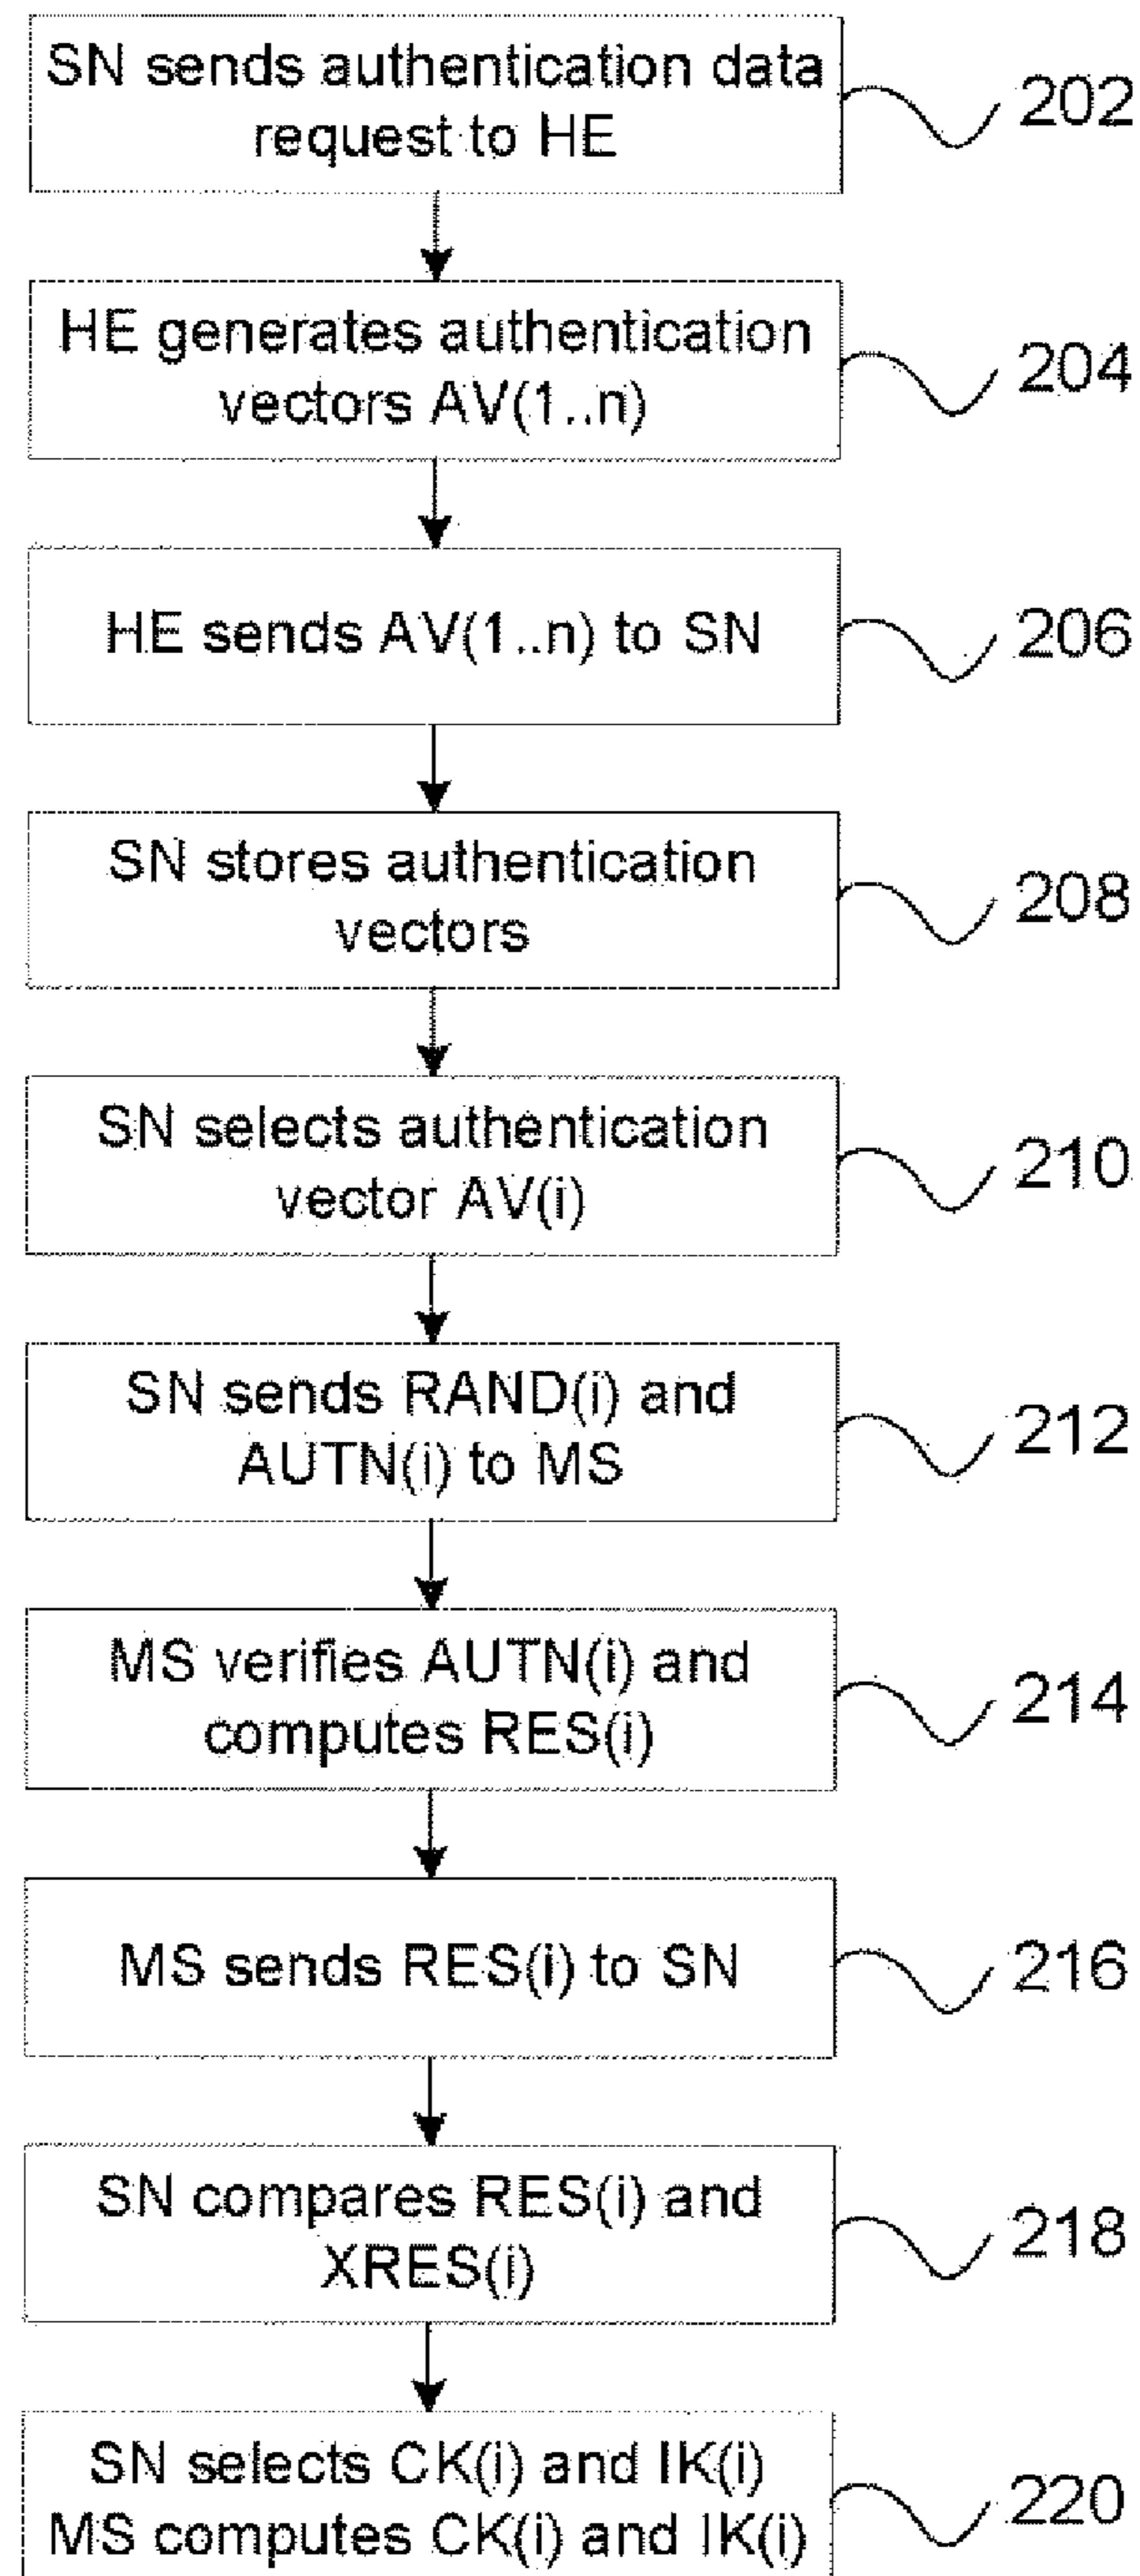 SN sends authentication data
request to HE
202
HE generates authentication
vectors AV(1..n)
204
HE sends AV(1..n) to SN
206
SN stores authentication
vectors
208
SN selects authentication
vector AV(i)
210
SN sends RAND(i) and
AUTN(i) to MS
212
MS verifies AUTN(i) and
computes RES(i)
214
MS sends RES(i) to SN
216
SN compares RES(i) and
XRES(i)
218
SN selects CK(i) and IK(i)
MS computes CK(i) and IK(i)
220